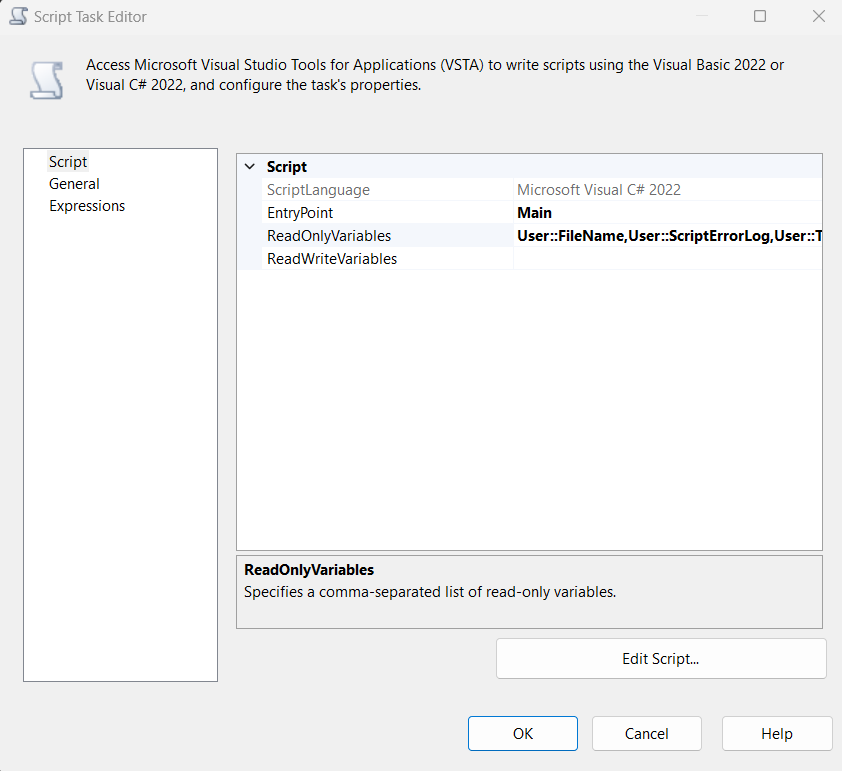 Script Task Editor
Access Microsoft Visual Studio Tools for Applications (VSTA) to write scripts using the Visual Basic 2022 or
Visual C# 2022, and configure the task's properties.
Script
General
Expressions
Script
ScriptLanguage Microsoft Visual C# 2022
EntryPoint Main
ReadOnlyVariables User::FileName,User::ScriptErrorLog,User::T
ReadWriteVariables
ReadOnlyVariables
Specifies a comma-separated list of read-only variables.
Edit Script...
OK Cancel Help